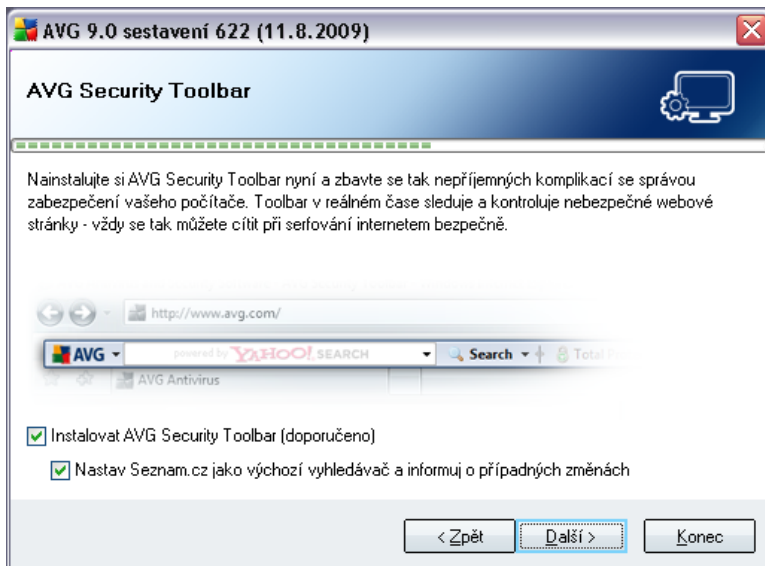 AVG 9.0 sestavení 622 (11.8.2009)
AVG Security Toolbar
Nainstalujte si AVG Security Toolbar nyní a zbavte se tak nepříjemných komplikací se správou
zabezpečení vašeho počítače. Toolbar v reálném čase sleduje a kontroluje nebezpečné webové
stránky - vždy se tak můžete cítit při serfování internetem bezpečně.
http://www.avg.com/
AVG powered by YAHOO! SEARCH Search Total
AVG Antivirus
Instalovat AVG Security Toolbar (doporučeno)
Nastav Seznam.cz jako výchozí vyhledávač a informuj o případných změnách
< Zpět Další > Konec